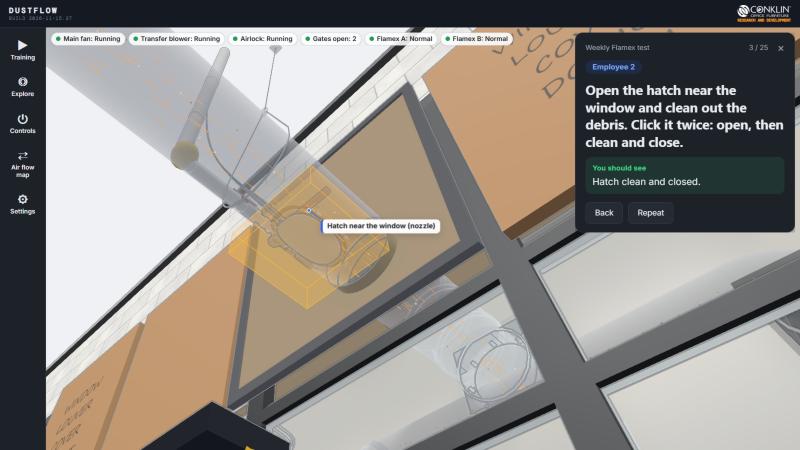 DUSTFLOW
BUILD 2026-11-15.27
CONKLIN
OFFICE FURNITURE
RESEARCH AND DEVELOPMENT
Training
Explore
Controls
Air flow
map
Settings
Main fan: Running
Transfer blower: Running
Airlock: Running
Gates open: 2
Flamex A: Normal
Flamex B: Normal
Weekly Flamex test
3 / 25
×
Employee 2
Open the hatch near the
window and clean out the
debris. Click it twice: open, then
clean and close.
You should see
Hatch clean and closed.
Back
Repeat
Hatch near the window (nozzle)
WINDOW
LOUVER